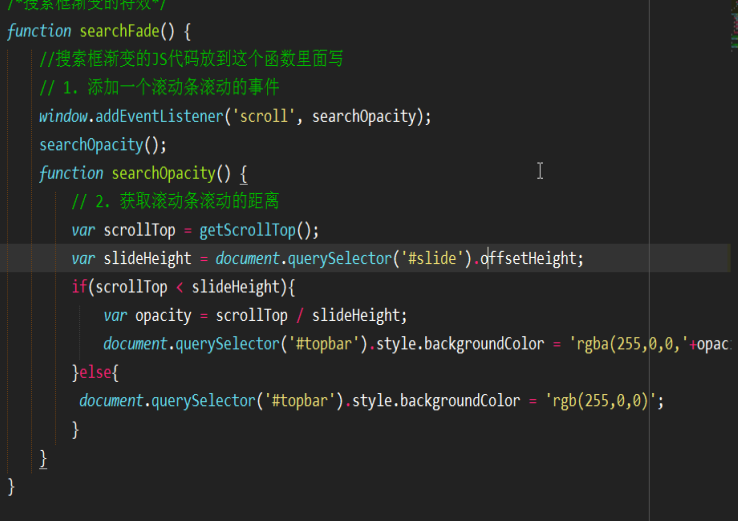 /*搜索框渐变的特效*/
function searchFade() {
//搜索框渐变的JS代码放到这个函数里面写
// 1. 添加一个滚动条滚动的事件
window.addEventListener('scroll', searchOpacity);
searchOpacity();
function searchOpacity() {
// 2. 获取滚动条滚动的距离
var scrollTop = getScrollTop();
var slideHeight = document.querySelector('#slide').offsetHeight;
if(scrollTop < slideHeight){
var opacity = scrollTop / slideHeight;
document.querySelector('#topbar').style.backgroundColor = 'rgba(255,0,0,'+opac
}else{
document.querySelector('#topbar').style.backgroundColor = 'rgb(255,0,0)';
}
}
}